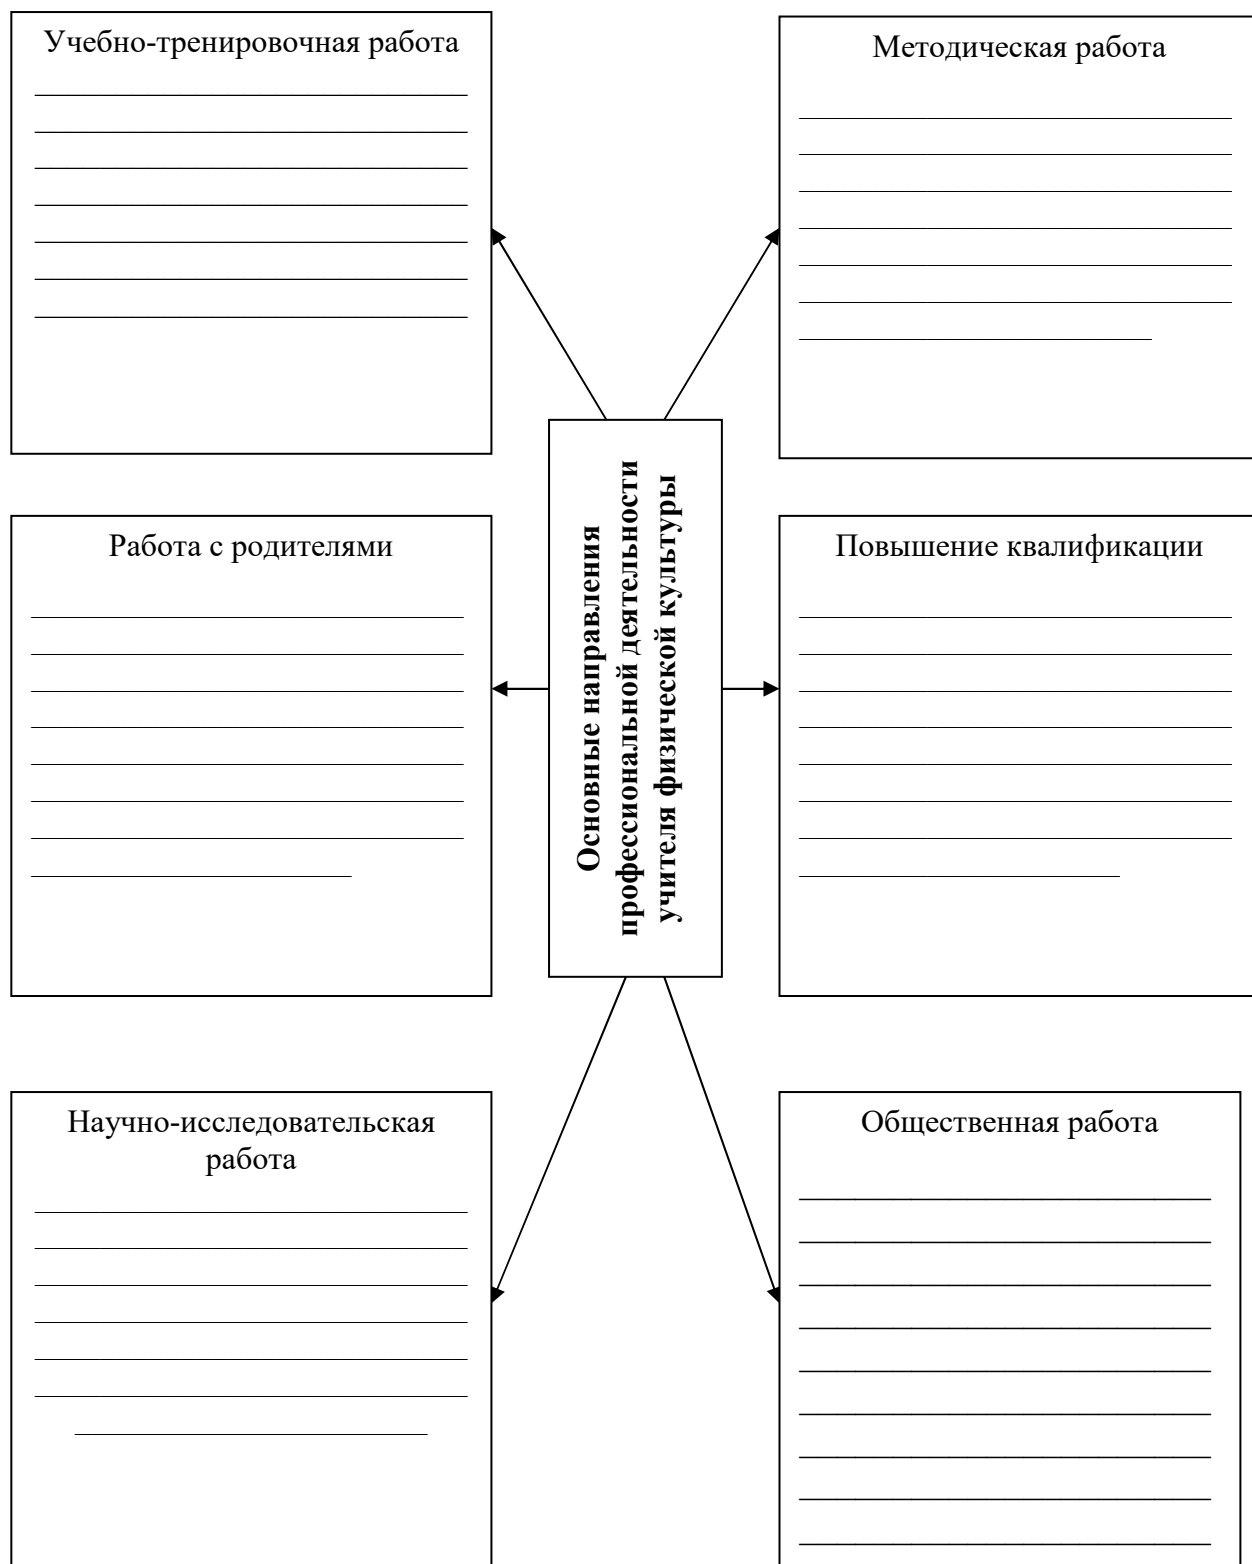 Учебно-тренировочная работа
Методическая работа
Основные направления
профессиональной деятельности
учителя физической культуры
Работа с родителями
Повышение квалификации
Научно-исследовательская
работа
Общественная работа